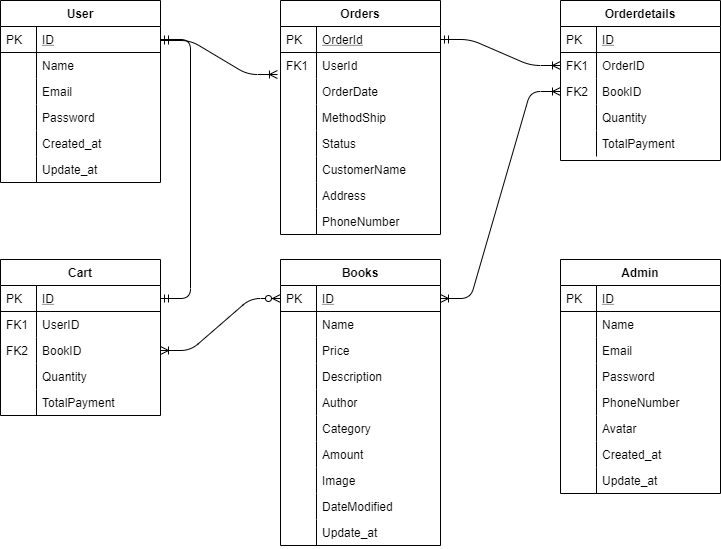 User
PK ID
Name
Email
Password
Created_at
Update_at
Orders
PK OrderId
FK1 UserId
OrderDate
MethodShip
Status
CustomerName
Address
PhoneNumber
Orderdetails
PK ID
FK1 OrderID
FK2 BookID
Quantity
TotalPayment
Cart
PK ID
FK1 UserID
FK2 BookID
Quantity
TotalPayment
Books
PK ID
Name
Price
Description
Author
Category
Amount
Image
DateModified
Update_at
Admin
PK ID
Name
Email
Password
PhoneNumber
Avatar
Created_at
Update_at